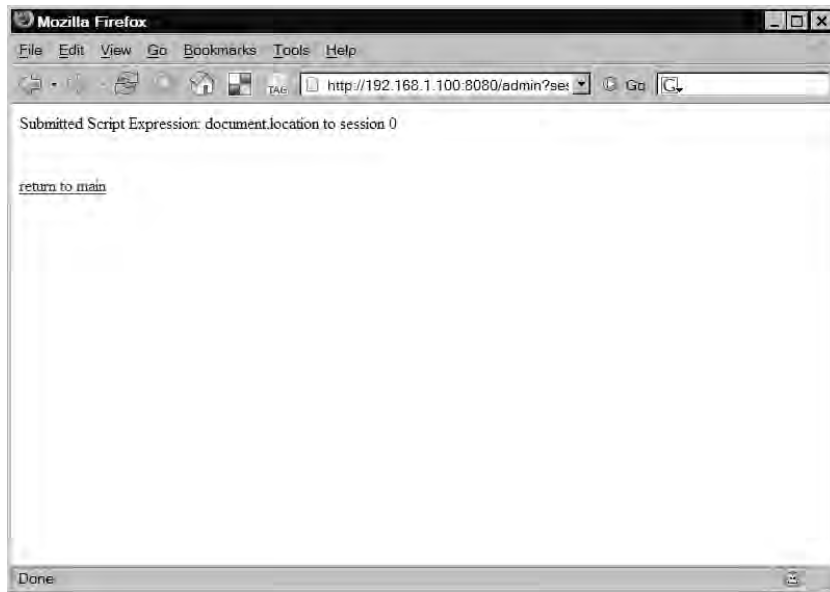 Mozilla Firefox
File Edit View Go Bookmarks Tools Help
TAG http://192.168.1.100:8080/admin?ses Go G
Submitted Script Expression: document.location to session 0
return to main
Done